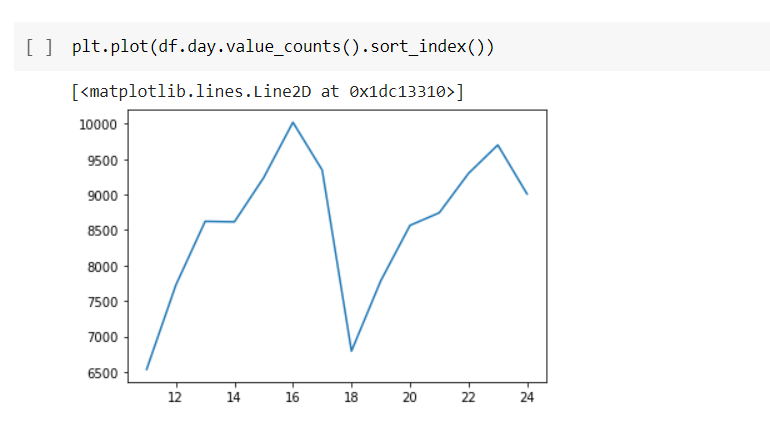 [ ] plt.plot(df.day.value_counts().sort_index())
[<matplotlib.lines.Line2D at 0x1dc13310>]
10000
9500
9000
8500
8000
7500
7000
6500
12 14 16 18 20 22 24